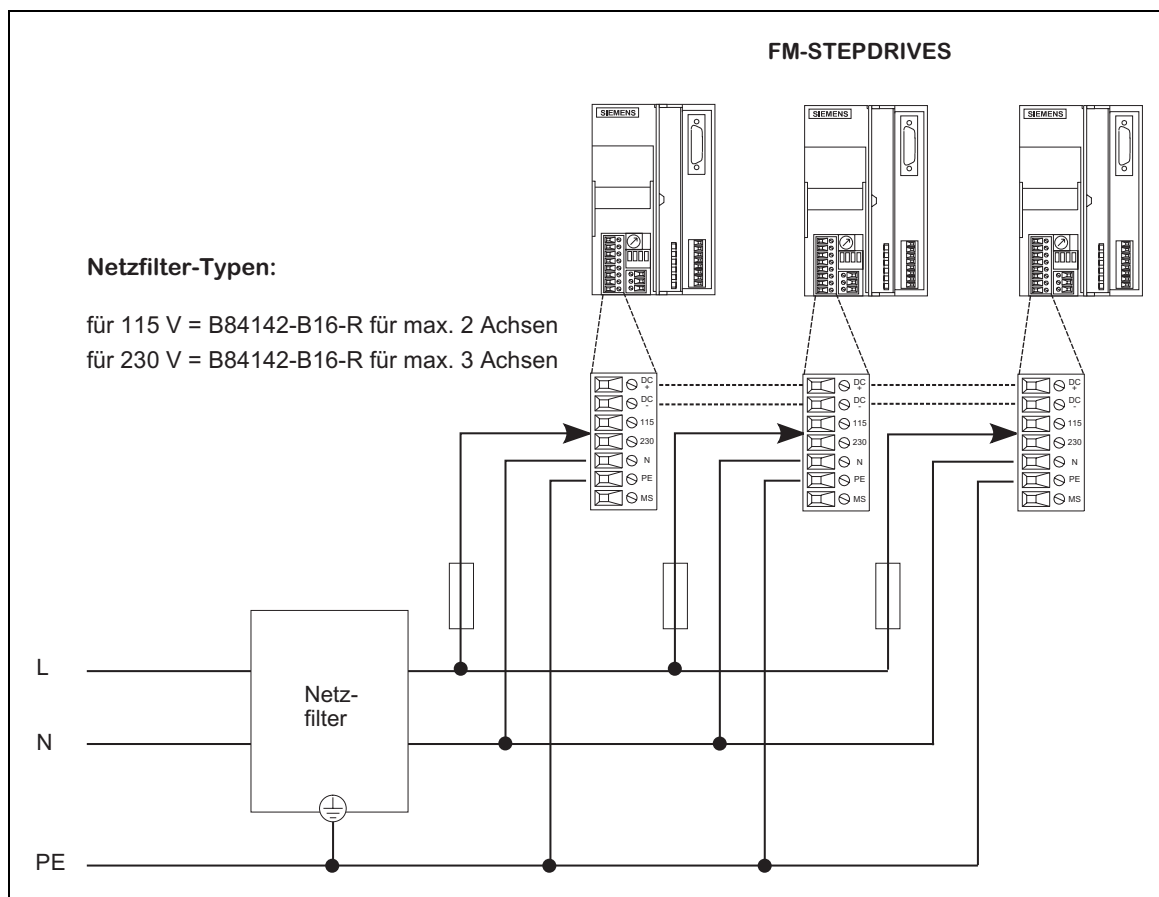 FM-STEPDRIVES
SIEMENS
SIEMENS
SIEMENS
Netzfilter-Typen:
für 115 V = B84142-B16-R für max. 2 Achsen
für 230 V = B84142-B16-R für max. 3 Achsen
DC
+
DC
-
115
230
N
PE
MS
DC
+
DC
-
115
230
N
PE
MS
DC
+
DC
-
115
230
N
PE
MS
L
Netz-
filter
N
PE